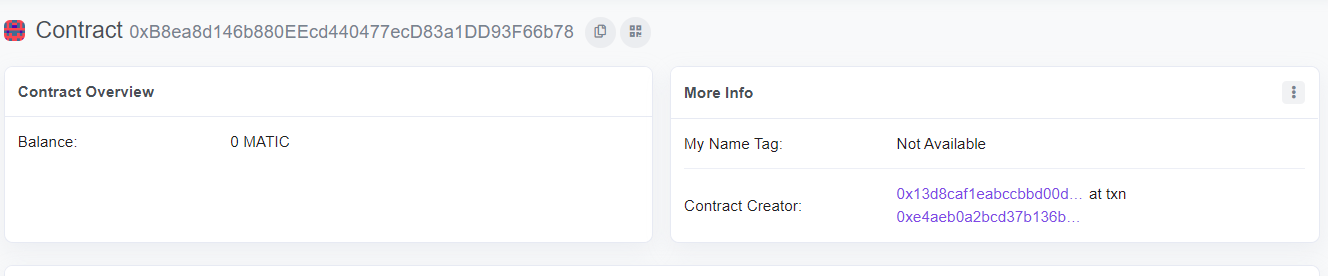 Contract 0xB8ea8d146b880EEcd440477ecD83a1DD93F66b78
Contract Overview
Balance: 0 MATIC
More Info
My Name Tag: Not Available
Contract Creator: 0x13d8caf1eabccbbd00d... at txn
0xe4aeb0a2bcd37b136b...